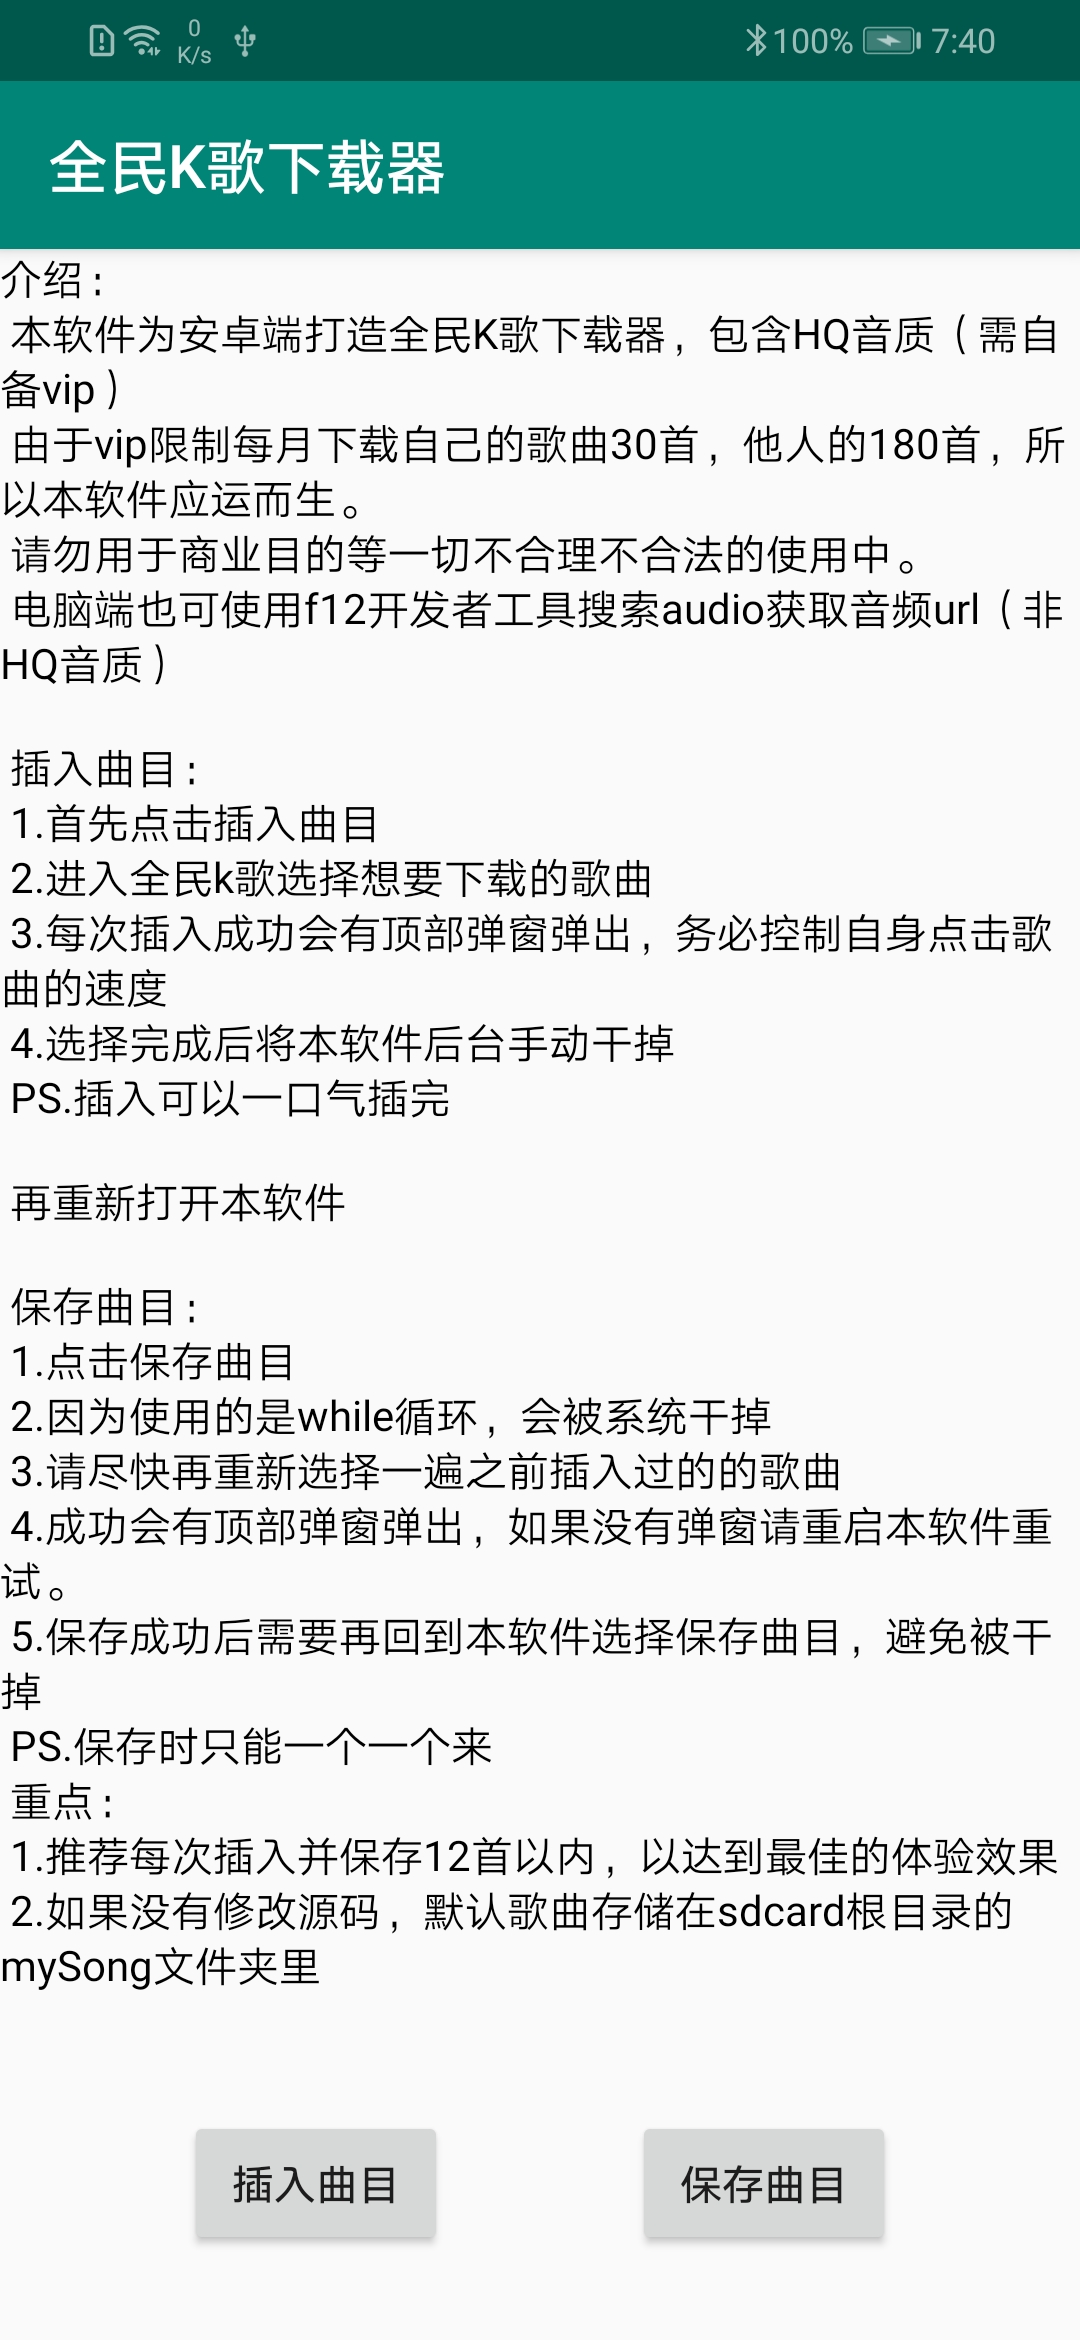 0
K/s
100%
7:40
全民K歌下载器
介绍：
本软件为安卓端打造全民K歌下载器，包含HQ音质（需自
备vip）
由于vip限制每月下载自己的歌曲30首，他人的180首，所
以本软件应运而生。
请勿用于商业目的等一切不合理不合法的使用中。
电脑端也可使用f12开发者工具搜索audio获取音频url（非
HQ音质）
插入曲目：
1.首先点击插入曲目
2.进入全民k歌选择想要下载的歌曲
3.每次插入成功会有顶部弹窗弹出，务必控制自身点击歌
曲的速度
4.选择完成后将本软件后台手动干掉
PS.插入可以一口气插完
再重新打开本软件
保存曲目：
1.点击保存曲目
2.因为使用的是while循环，会被系统干掉
3.请尽快再重新选择一遍之前插入过的的歌曲
4.成功会有顶部弹窗弹出，如果没有弹窗请重启本软件重
试。
5.保存成功后需要再回到本软件选择保存曲目，避免被干
掉
PS.保存时只能一个一个来
重点：
1.推荐每次插入并保存12首以内，以达到最佳的体验效果
2.如果没有修改源码，默认歌曲存储在sdcard根目录的
mySong文件夹里
插入曲目
保存曲目